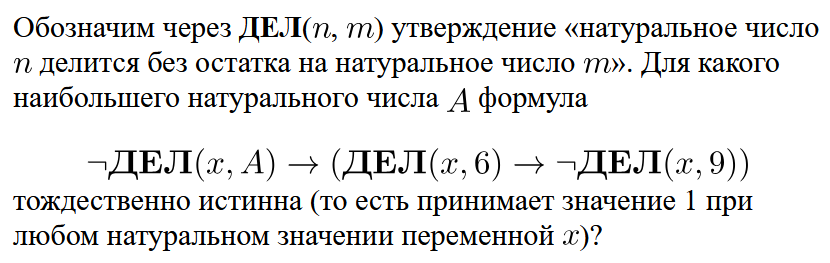 Обозначим через ДЕЛ(n, m) утверждение «натуральное число
n делится без остатка на натуральное число m». Для какого
наибольшего натурального числа A формула
¬ДЕЛ(x, A) → (ДЕЛ(x, 6) → ¬ДЕЛ(x, 9))
тождественно истинна (то есть принимает значение 1 при
любом натуральном значении переменной x)?